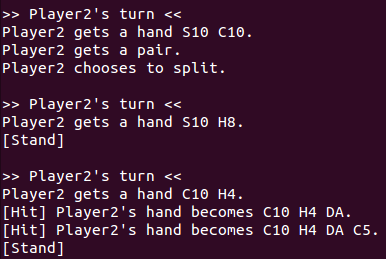 >> Player2's turn <<
Player2 gets a hand S10 C10.
Player2 gets a pair.
Player2 chooses to split.
>> Player2's turn <<
Player2 gets a hand S10 H8.
[Stand]
>> Player2's turn <<
Player2 gets a hand C10 H4.
[Hit] Player2's hand becomes C10 H4 DA.
[Hit] Player2's hand becomes C10 H4 DA C5.
[Stand]